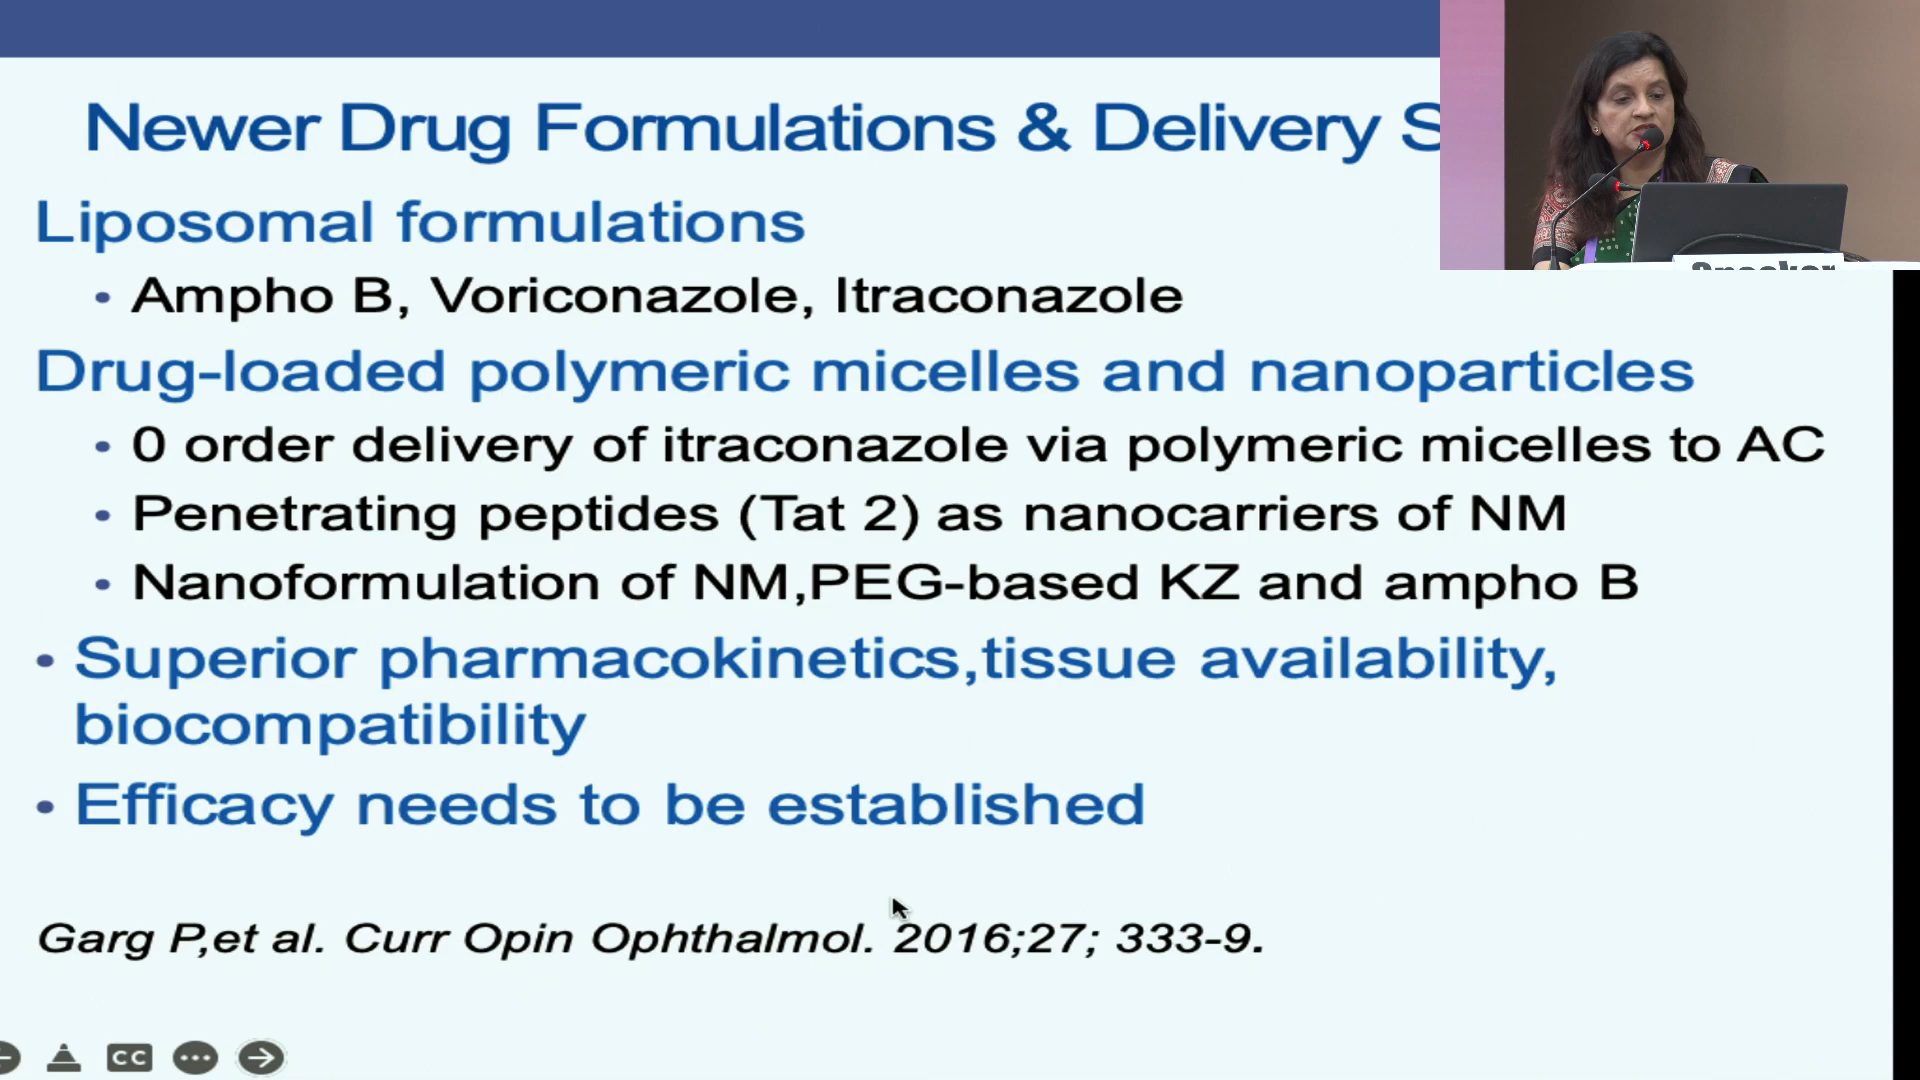 Newer Drug Formulations & Delivery
Liposomal formulations
• Ampho B, Voriconazole, Itraconazole
Drug-loaded polymeric micelles and nanoparticles
• 0 order delivery of itraconazole via polymeric micelles to AC
• Penetrating peptides (Tat 2) as nanocarriers of NM
• Nanoformulation of NM,PEG-based KZ and ampho B
• Superior pharmacokinetics,tissue availability,
biocompatibility
• Efficacy needs to be established
Garg P,et al. Curr Opin Ophthalmol. 2016;27; 333-9.
CC